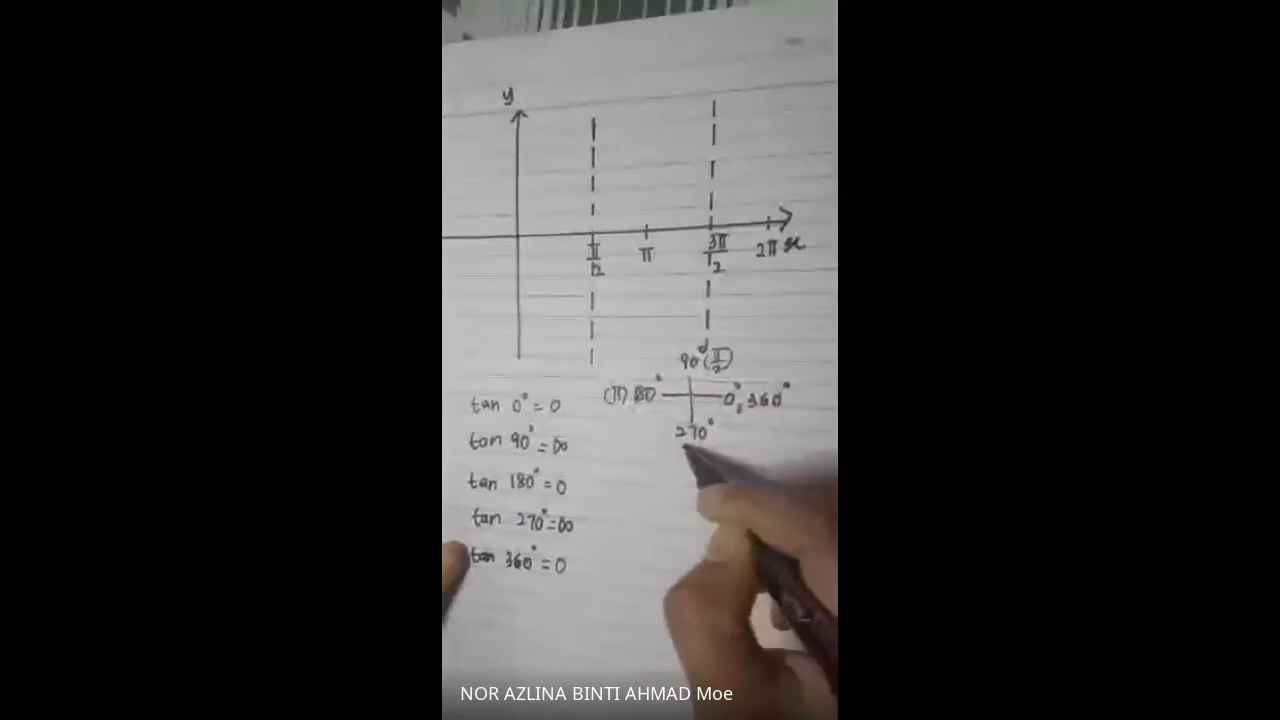 y
π/2 π 3π/2 2π x
90° (π/2)
(π) 180° 0°, 360°
270°
tan 0° = 0
tan 90° = ∞
tan 180° = 0
tan 270° = ∞
tan 360° = 0
NOR AZLINA BINTI AHMAD Moe